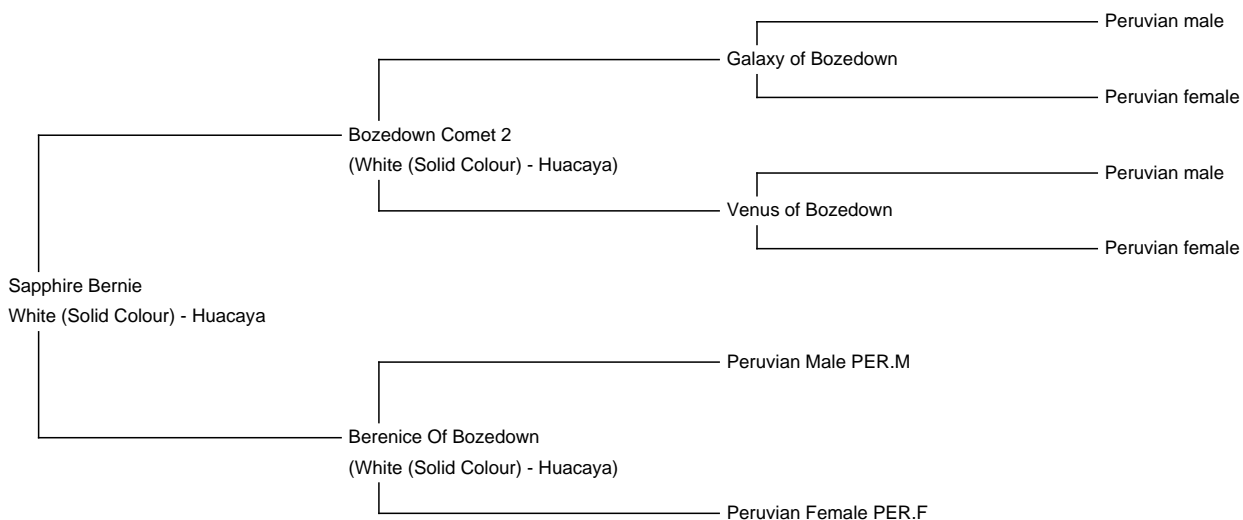 Peruvian male
Galaxy of Bozedown
Peruvian female
Bozedown Comet 2
(White (Solid Colour) - Huacaya)
Peruvian male
Venus of Bozedown
Peruvian female
Sapphire Bernie
White (Solid Colour) - Huacaya
Peruvian Male PER.M
Berenice Of Bozedown
(White (Solid Colour) - Huacaya)
Peruvian Female PER.F